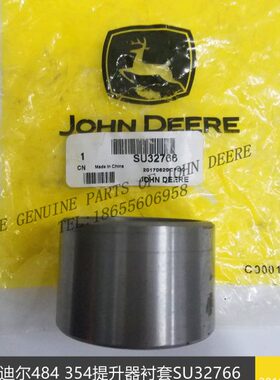 JOHN DEERE
1
SU32766
CN
Made in China
JOHN DEERE
GENUINE PARTS OF JOHN DEERE
TEL:18655606958
迪尔484 354提升器衬套SU32766